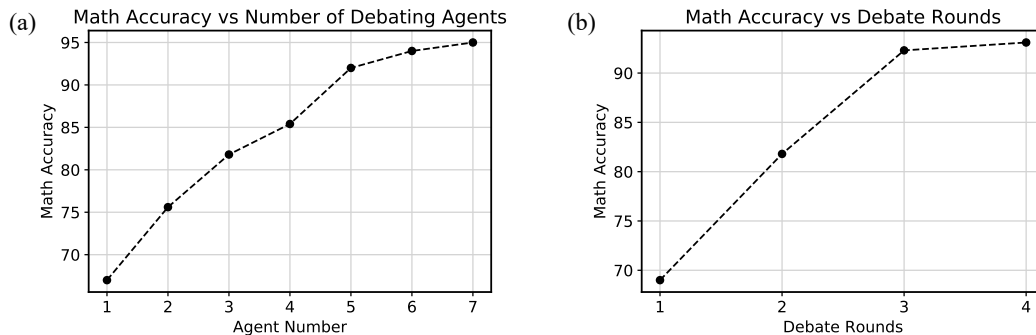 (a)
Math Accuracy vs Number of Debating Agents
Math Accuracy
95
90
85
80
75
70
1 2 3 4 5 6 7
Agent Number
(b)
Math Accuracy vs Debate Rounds
Math Accuracy
90
85
80
75
70
1 2 3 4
Debate Rounds